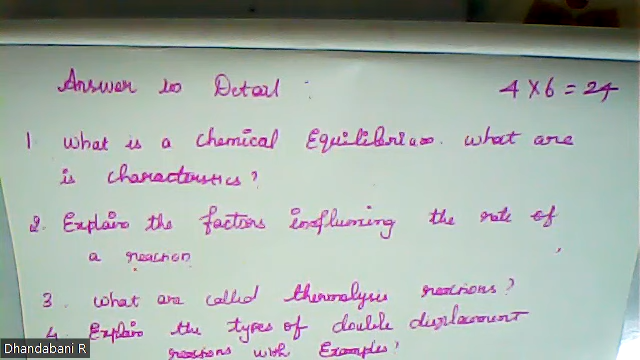 Answer in Detail : 4 x 6 = 24
1 What is a chemical Equilibrium. What are
is characteristics?
2. Explain the factors influning the rate of
a reaction
3. What are called thermalysis reactions?
4. Explain the types of double displacement
reactions with Examples?
Dhandabani R